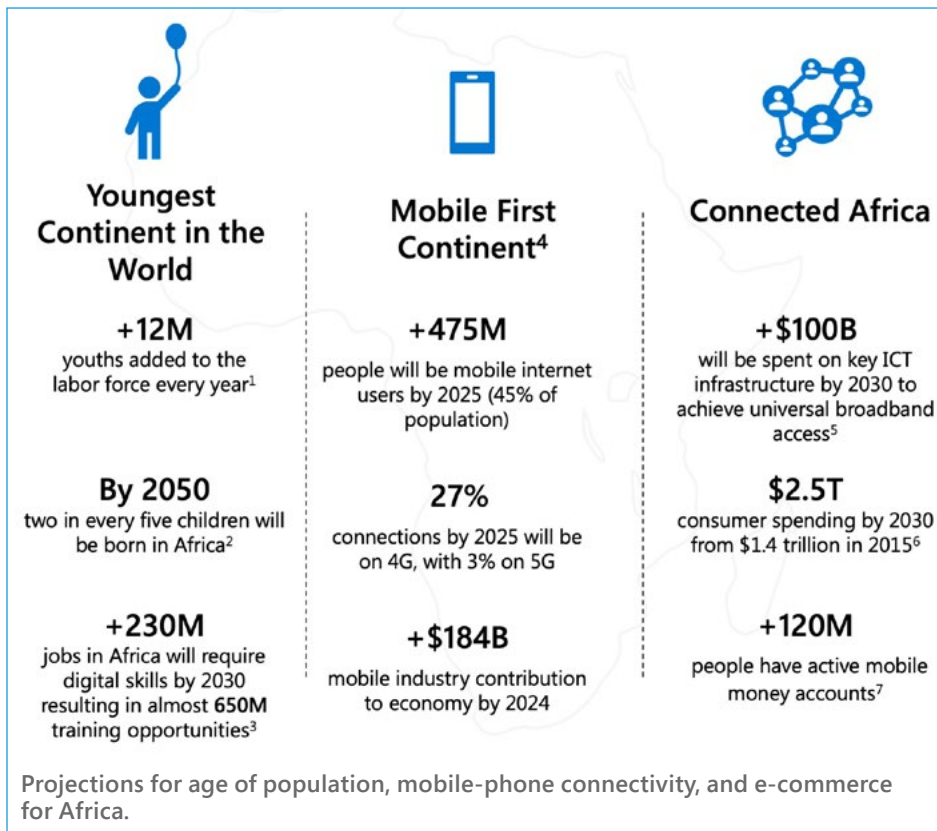 Youngest
Continent in the
World
+12M
youths added to the
labor force every year¹
By 2050
two in every five children will
be born in Africa²
+230M
jobs in Africa will require
digital skills by 2030
resulting in almost 650M
training opportunities³
Mobile First
Continent⁴
+475M
people will be mobile internet
users by 2025 (45% of
population)
27%
connections by 2025 will be
on 4G, with 3% on 5G
+$184B
mobile industry contribution
to economy by 2024
Connected Africa
+$100B
will be spent on key ICT
infrastructure by 2030 to
achieve universal broadband
access⁵
$2.5T
consumer spending by 2030
from $1.4 trillion in 2015⁶
+120M
people have active mobile
money accounts⁷
Projections for age of population, mobile-phone connectivity, and e-commerce
for Africa.